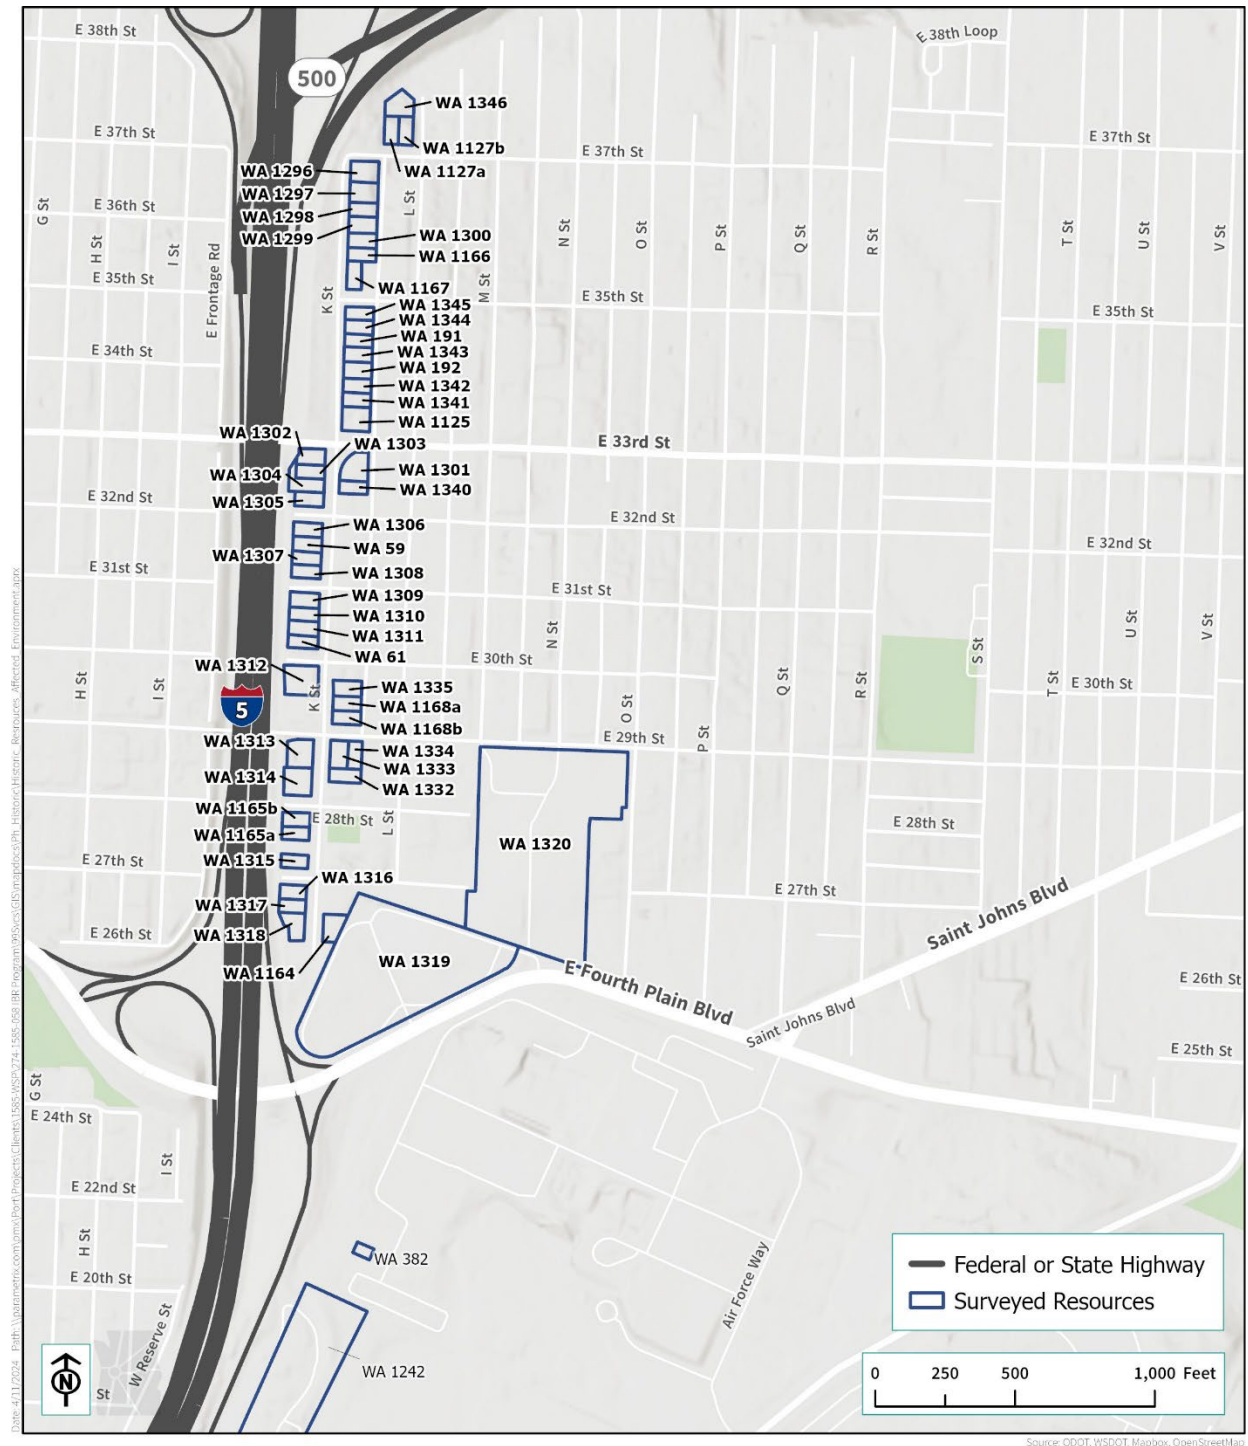 E 38th St
E 38th Loop
500
WA 1346
E 37th St
WA 1127b
E 37th St
E 37th St
WA 1296
WA 1127a
WA 1297
WA 1298
WA 1299
E 36th St
G St
H St
I St
E Frontage Rd
L St
WA 1300
WA 1166
N St
O St
P St
Q St
R St
T St
U St
V St
E 35th St
K St
WA 1167
M St
E 35th St
WA 1345
E 35th St
WA 1344
WA 191
E 34th St
WA 1343
WA 192
WA 1342
WA 1341
WA 1125
WA 1302
WA 1303
E 33rd St
WA 1304
WA 1301
WA 1340
E 32nd St
WA 1305
E 32nd St
WA 1306
E 32nd St
WA 59
WA 1307
E 31st St
WA 1308
E 31st St
WA 1309
WA 1310
WA 1311
N St
U St
V St
S St
WA 61
E 30th St
WA 1312
H St
I St
K St
WA 1335
Q St
R St
T St
E 30th St
5
WA 1168a
O St
P St
WA 1168b
E 29th St
WA 1313
WA 1334
WA 1333
WA 1314
WA 1332
WA 1165b
E 28th St
L St
E 28th St
WA 1165a
WA 1320
E 27th St
WA 1315
WA 1316
E 27th St
WA 1317
Saint Johns Blvd
E 26th St
WA 1318
WA 1164
WA 1319
E Fourth Plain Blvd
E 26th St
Saint Johns Blvd
E 25th St
G St
E 24th St
I St
E 22nd St
H St
WA 382
E 20th St
Air Force Way
W Reserve St
WA 1242
St
N
Federal or State Highway
Surveyed Resources
0 250 500 1,000 Feet
Source: ODOT, WSDOT, Mapbox, OpenStreetMap